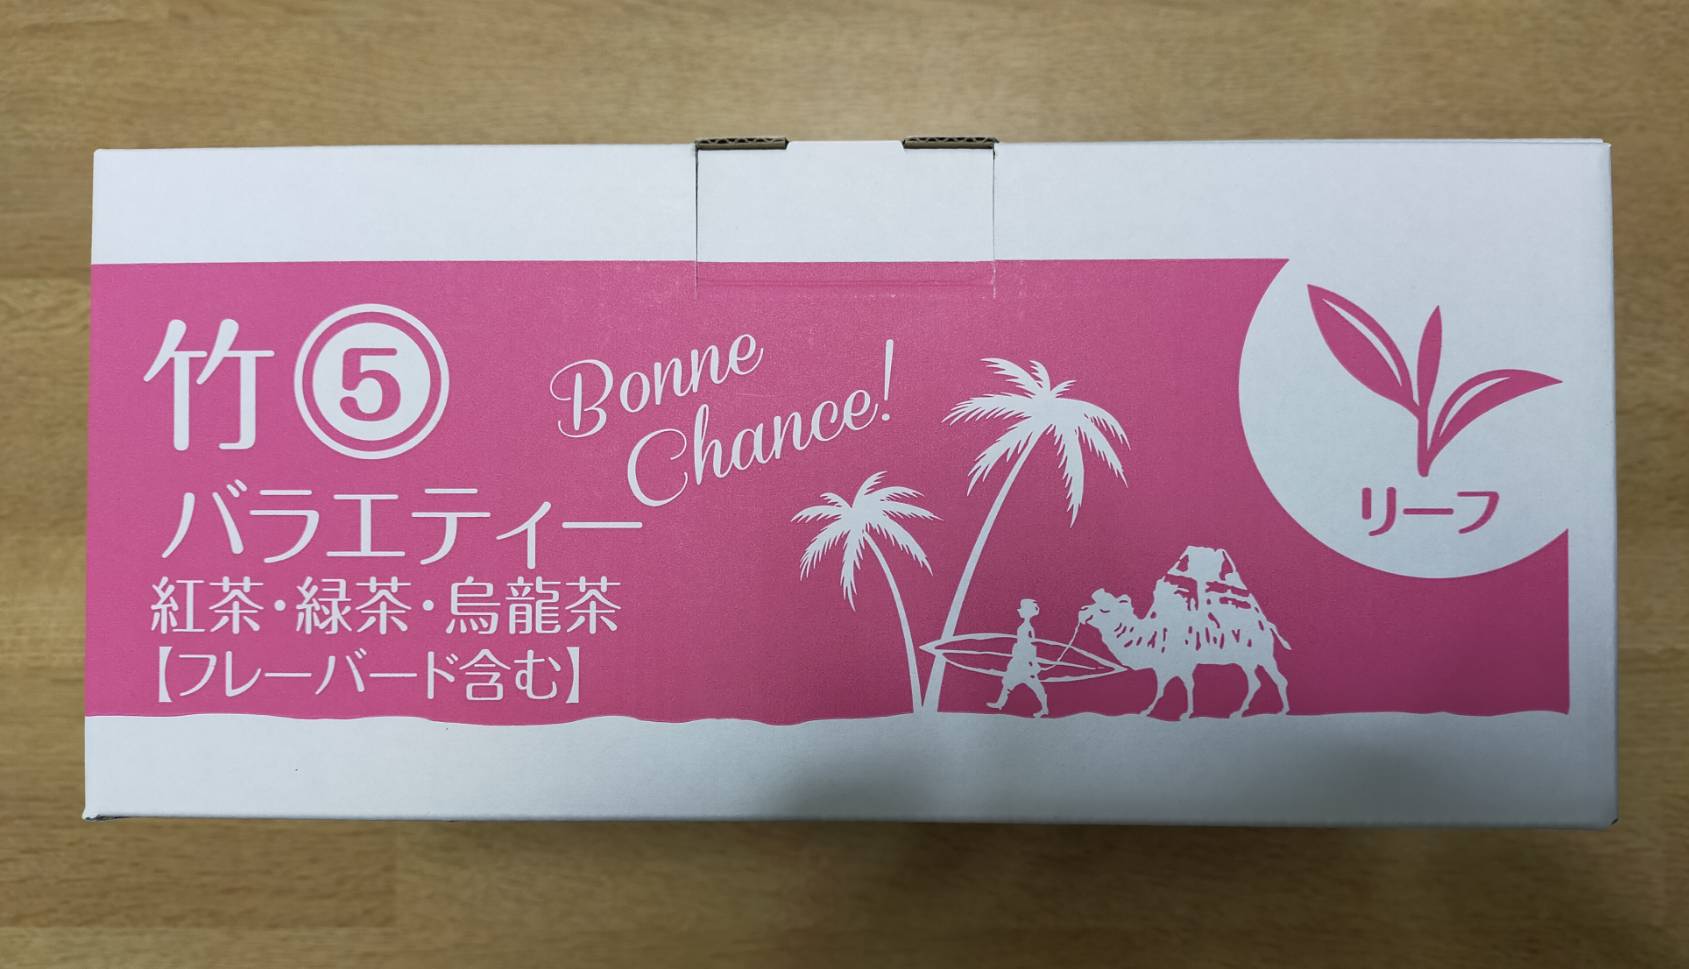 竹⑤
バラエティー
紅茶・緑茶・烏龍茶
【フレーバード含む】
Bonne
Chance!
リーフ